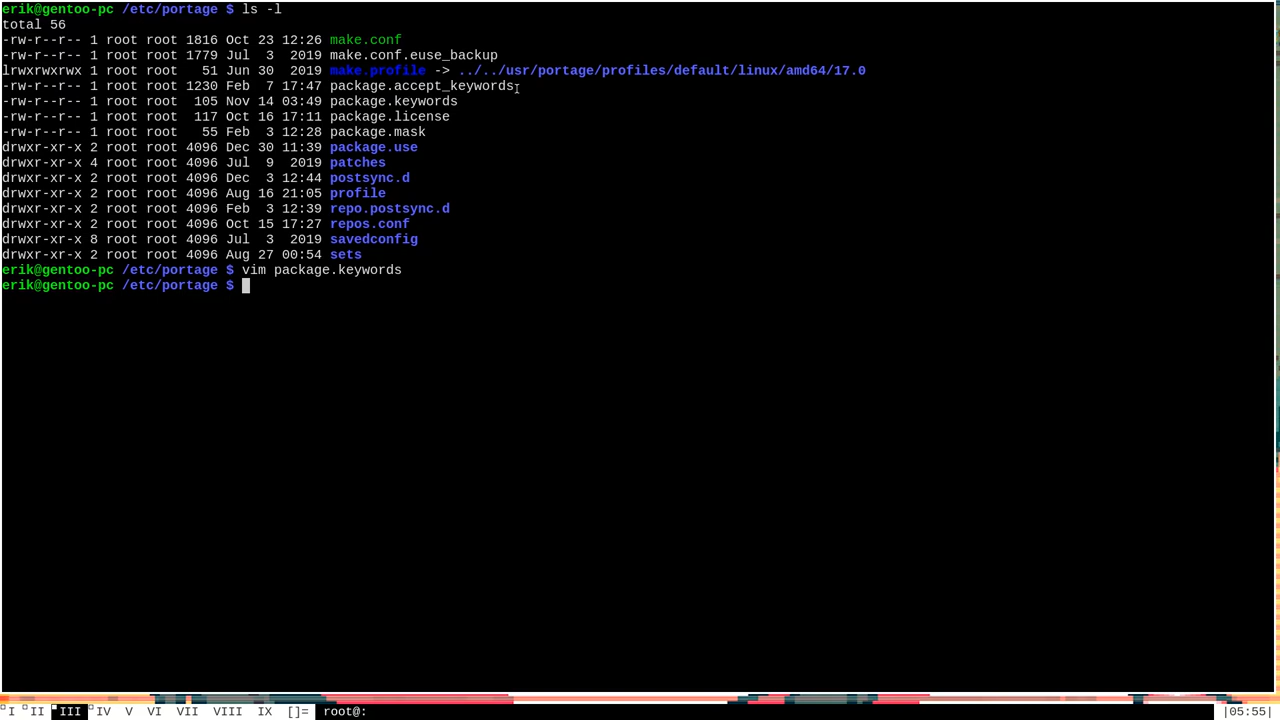 erik@gentoo-pc /etc/portage $ ls -l
total 56
-rw-r--r-- 1 root root 1816 Oct 23 12:26 make.conf
-rw-r--r-- 1 root root 1779 Jul  3  2019 make.conf.euse_backup
lrwxrwxrwx 1 root root   51 Jun 30  2019 make.profile -> ../../usr/portage/profiles/default/linux/amd64/17.0
-rw-r--r-- 1 root root 1230 Feb  7 17:47 package.accept_keywords
-rw-r--r-- 1 root root  105 Nov 14 03:49 package.keywords
-rw-r--r-- 1 root root  117 Oct 16 17:11 package.license
-rw-r--r-- 1 root root   55 Feb  3 12:28 package.mask
drwxr-xr-x 2 root root 4096 Dec 30 11:39 package.use
drwxr-xr-x 4 root root 4096 Jul  9  2019 patches
drwxr-xr-x 2 root root 4096 Dec  3 12:44 postsync.d
drwxr-xr-x 2 root root 4096 Aug 16 21:05 profile
drwxr-xr-x 2 root root 4096 Feb  3 12:39 repo.postsync.d
drwxr-xr-x 2 root root 4096 Oct 15 17:27 repos.conf
drwxr-xr-x 8 root root 4096 Jul  3  2019 savedconfig
drwxr-xr-x 2 root root 4096 Aug 27 00:54 sets
erik@gentoo-pc /etc/portage $ vim package.keywords
erik@gentoo-pc /etc/portage $
I II III IV V VI VII VIII IX []= root@: |05:55|